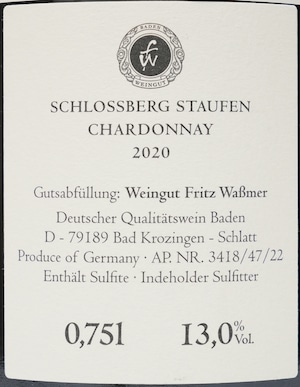 BADEN
FW
WEINGUT
SCHLOSSBERG STAUFEN
CHARDONNAY
2020
Gutsabfüllung: Weingut Fritz Waßmer
Deutscher Qualitätswein Baden
D - 79189 Bad Krozingen - Schlatt
Produce of Germany · AP. NR. 3418/47/22
Enthält Sulfite · Indeholder Sulfitter
0,75l 13,0% Vol.